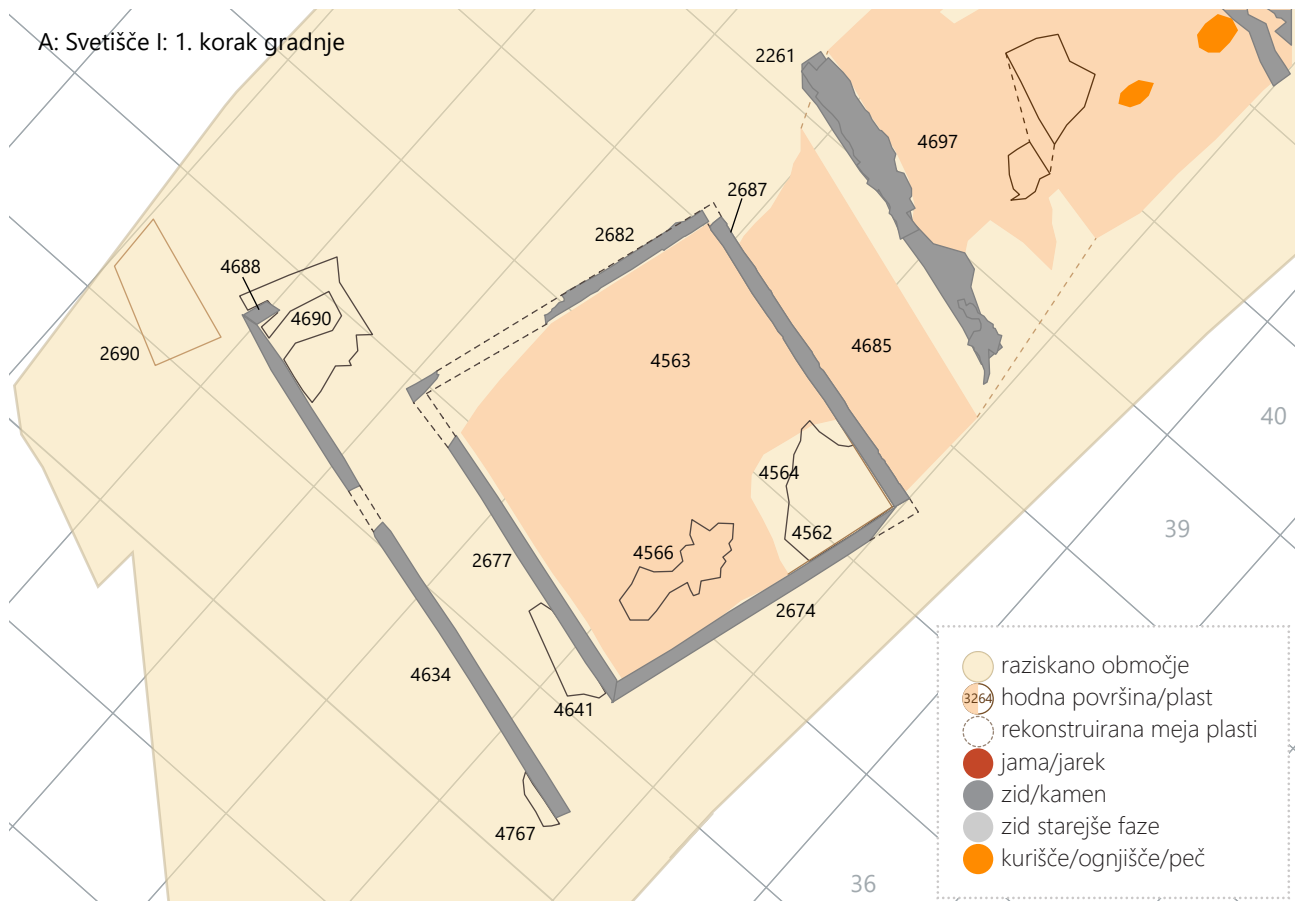 A: Svetišče I: 1. korak gradnje
2261
4697
2687
2682
4688
4690
2690
4563
4685
40
4564
4562
4566
39
2677
2674
4634
4641
4767
36
raziskano območje
3264 hodna površina/plast
rekonstruirana meja plasti
jama/jarek
zid/kamen
zid starejše faze
kurišče/ognjišče/peč